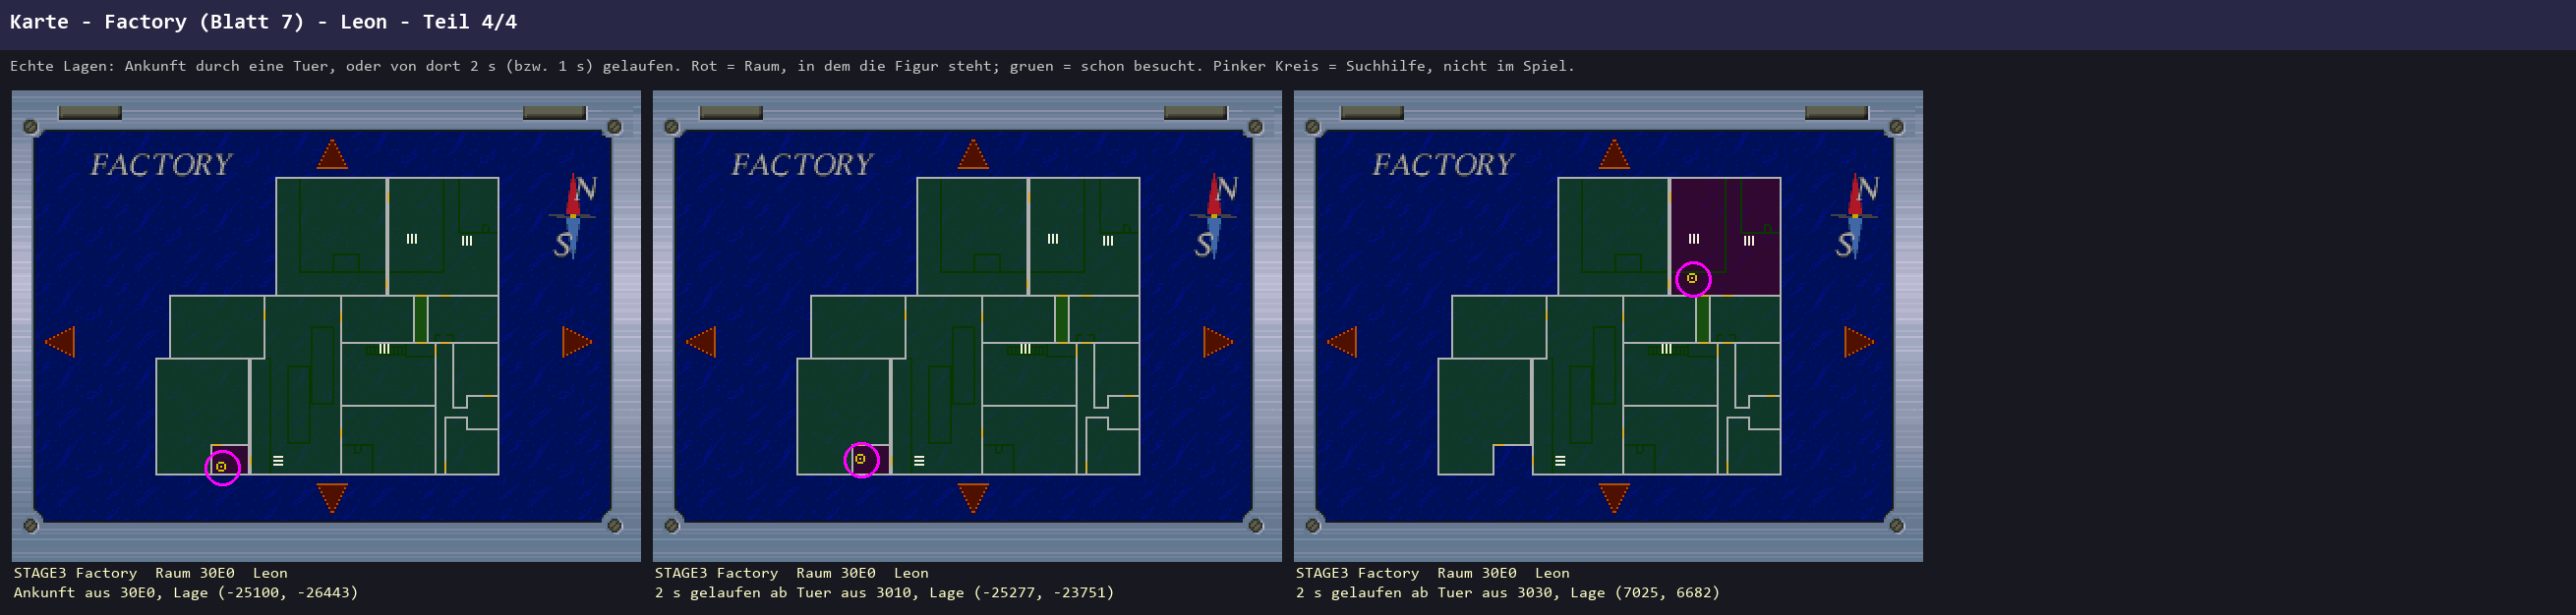 Karte - Factory (Blatt 7) - Leon - Teil 4/4
Echte Lagen: Ankunft durch eine Tuer, oder von dort 2 s (bzw. 1 s) gelaufen. Rot = Raum, in dem die Figur steht; gruen = schon besucht. Pinker Kreis = Suchhilfe, nicht im Spiel.
FACTORY
N
S
FACTORY
N
S
FACTORY
N
S
STAGE3 Factory  Raum 30E0  Leon
Ankunft aus 30E0, Lage (-25100, -26443)
STAGE3 Factory  Raum 30E0  Leon
2 s gelaufen ab Tuer aus 3010, Lage (-25277, -23751)
STAGE3 Factory  Raum 30E0  Leon
2 s gelaufen ab Tuer aus 3030, Lage (7025, 6682)